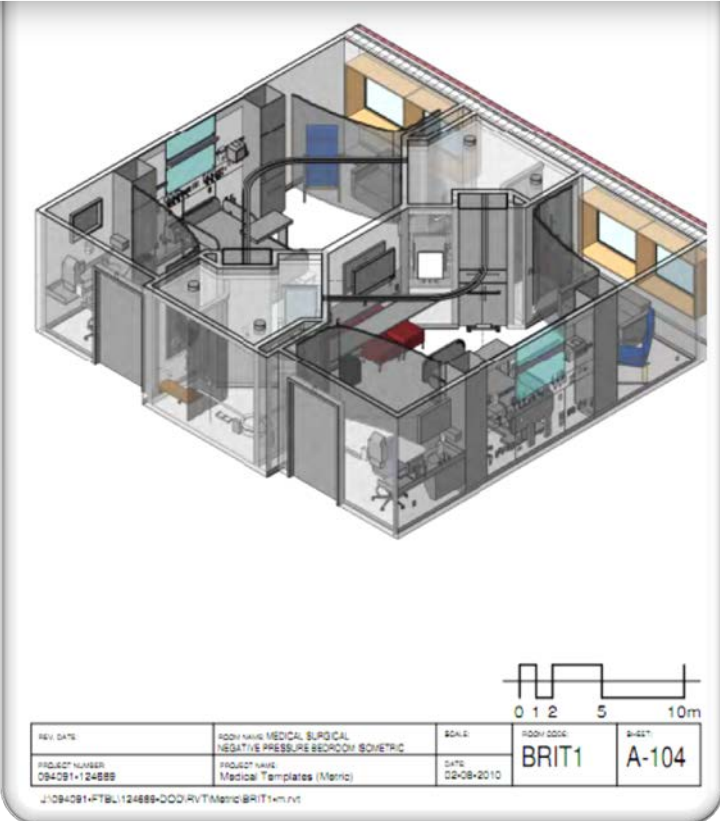 0 1 2 5 10m
REV. DATE:
ROOM NAME: MEDICAL SURGICAL
NEGATIVE PRESSURE BEDROOM ISOMETRIC
SCALE:
ROOM CODE:
BRIT1
SHEET:
A-104
PROJECT NUMBER:
094091-124689
PROJECT NAME:
Medical Templates (Metric)
DATE:
02-08-2010
J:\094091-FTBL\124689-DOD\RVT\Metric\BRIT1-m.rvt